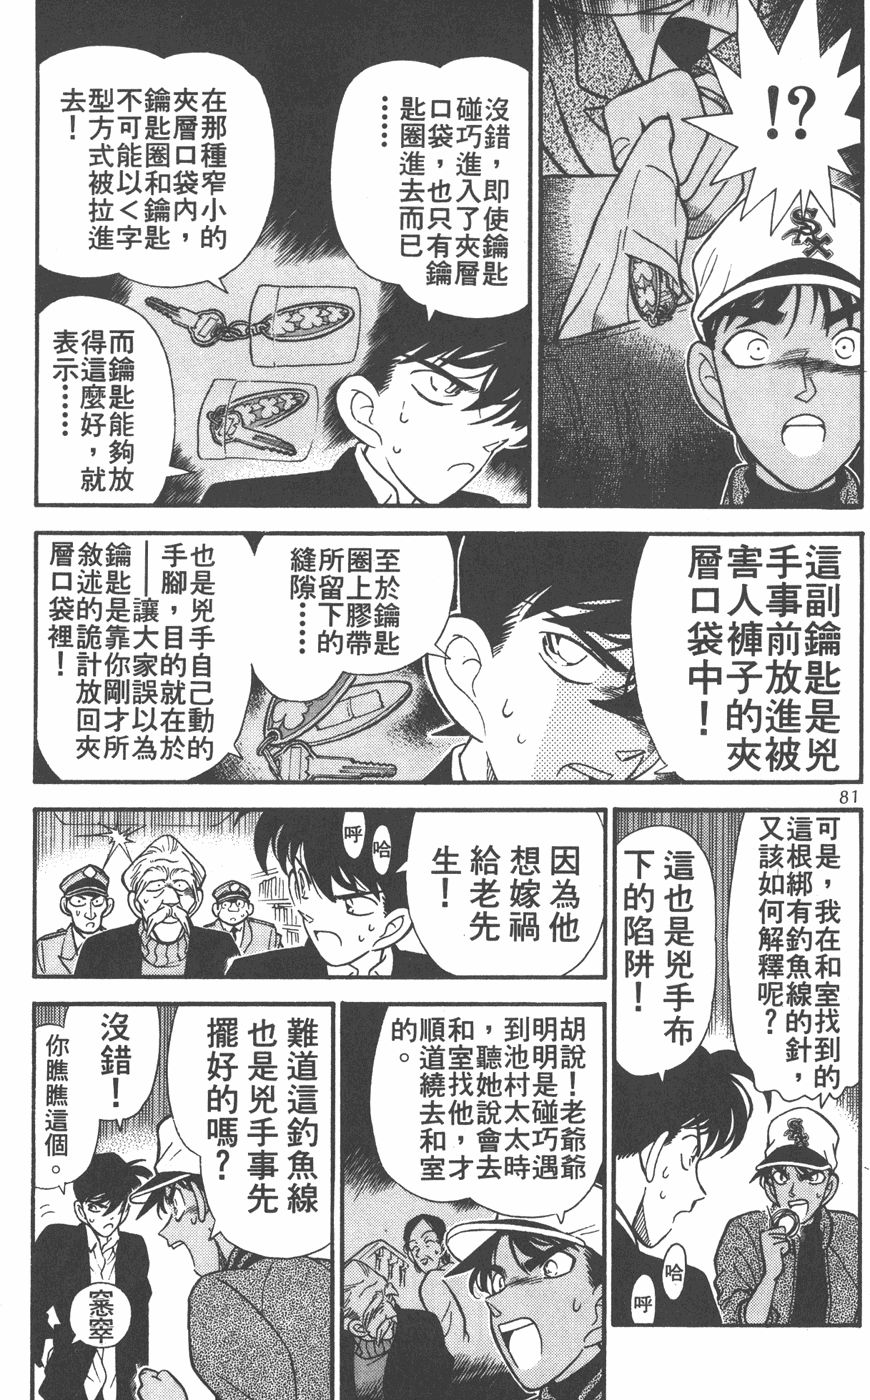 !?
SOX
沒錯，即使鑰匙
碰巧進入了夾層
口袋，也只有鑰
匙圈進去而已
……
在那種窄小的
夾層口袋內，
鑰匙圈和鑰匙
不可能以く字
型方式被拉進
去！
而鑰匙能夠放
得這麼好，就
表示……
這副鑰匙是兇
手事前放進被
害人褲子的夾
層口袋中！
至於鑰匙
圈上膠帶
所留下的
縫隙……
也是兇手自己動的
手腳，目的就在於
——讓大家誤以為
鑰匙是靠你剛才所
敘述的詭計放回夾
層口袋裡！
81
可是，我在和室找到的
這根綁有釣魚線的針，
又該如何解釋呢？
這也是兇手布
下的陷阱！
SOX
哈
呼
因為他
想嫁禍
給老先
生！
哈
呼
胡說！老爺爺
明明是碰巧遇
到池村太太時
，聽她說會去
和室找他，才
順道繞去和室
的。
難道這釣魚線
也是兇手事先
擺好的嗎？
沒錯！
你瞧瞧這個。
窸窣